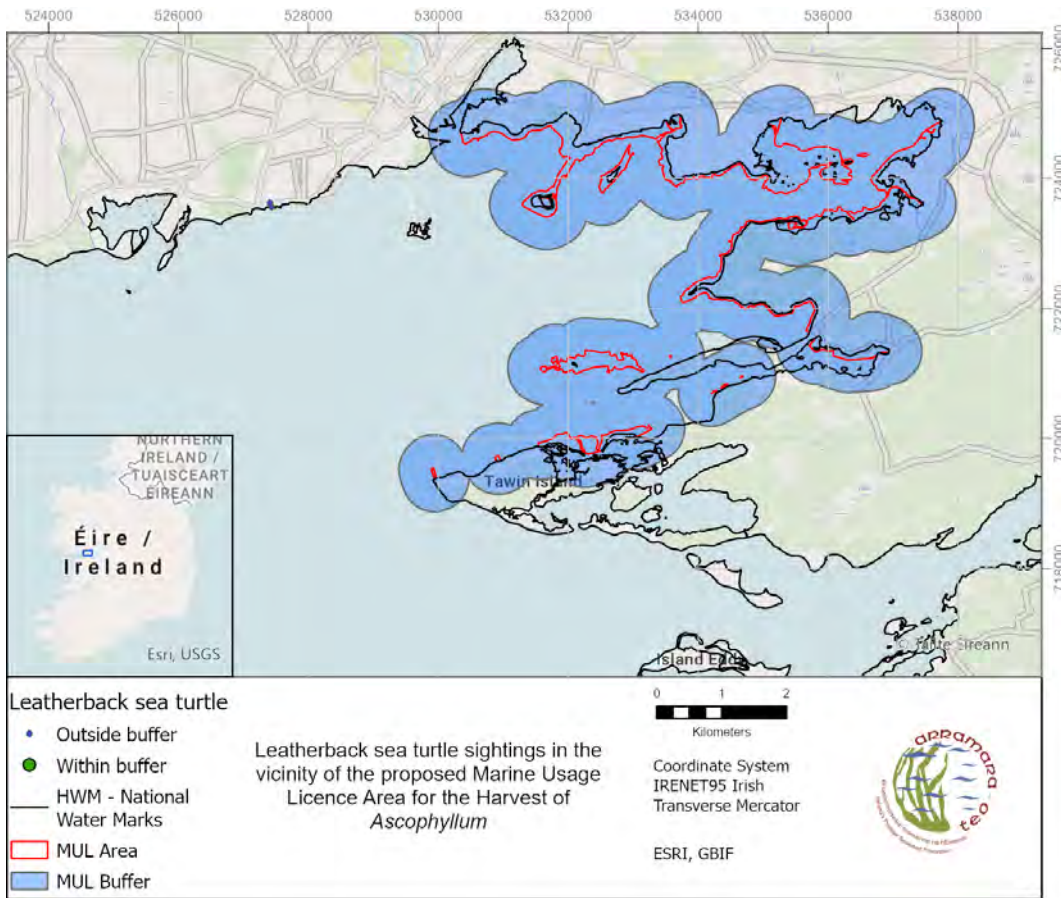 524000 526000 528000 530000 532000 534000 536000 538000
726000
724000
722000
720000
718000
Tawin Island
Island Eddy
© Tailte Éireann
NORTHERN
IRELAND /
TUAISCEART
ÉIREANN
Éire /
Ireland
Esri, USGS
Leatherback sea turtle
Outside buffer
Within buffer
HWM - National
Water Marks
MUL Area
MUL Buffer
Leatherback sea turtle sightings in the
vicinity of the proposed Marine Usage
Licence Area for the Harvest of
Ascophyllum
0 1 2
Kilometers
Coordinate System
IRENET95 Irish
Transverse Mercator
ESRI, GBIF
arramara
teo